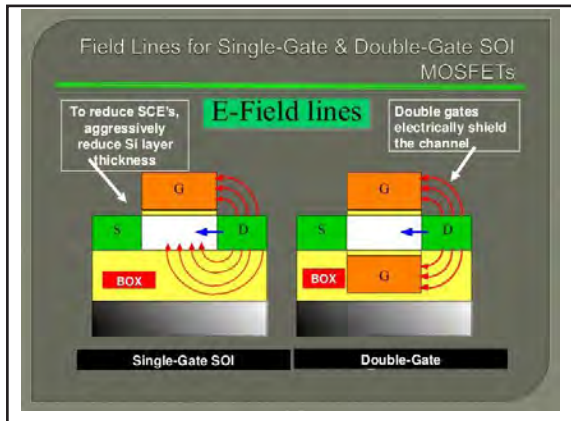 Field Lines for Single-Gate & Double-Gate SOI
MOSFETs
To reduce SCE's,
aggressively
reduce Si layer
thickness
E-Field lines
Double gates
electrically shield
the channel
G
S
D
BOX
Single-Gate SOI
G
S
D
BOX
G
Double-Gate